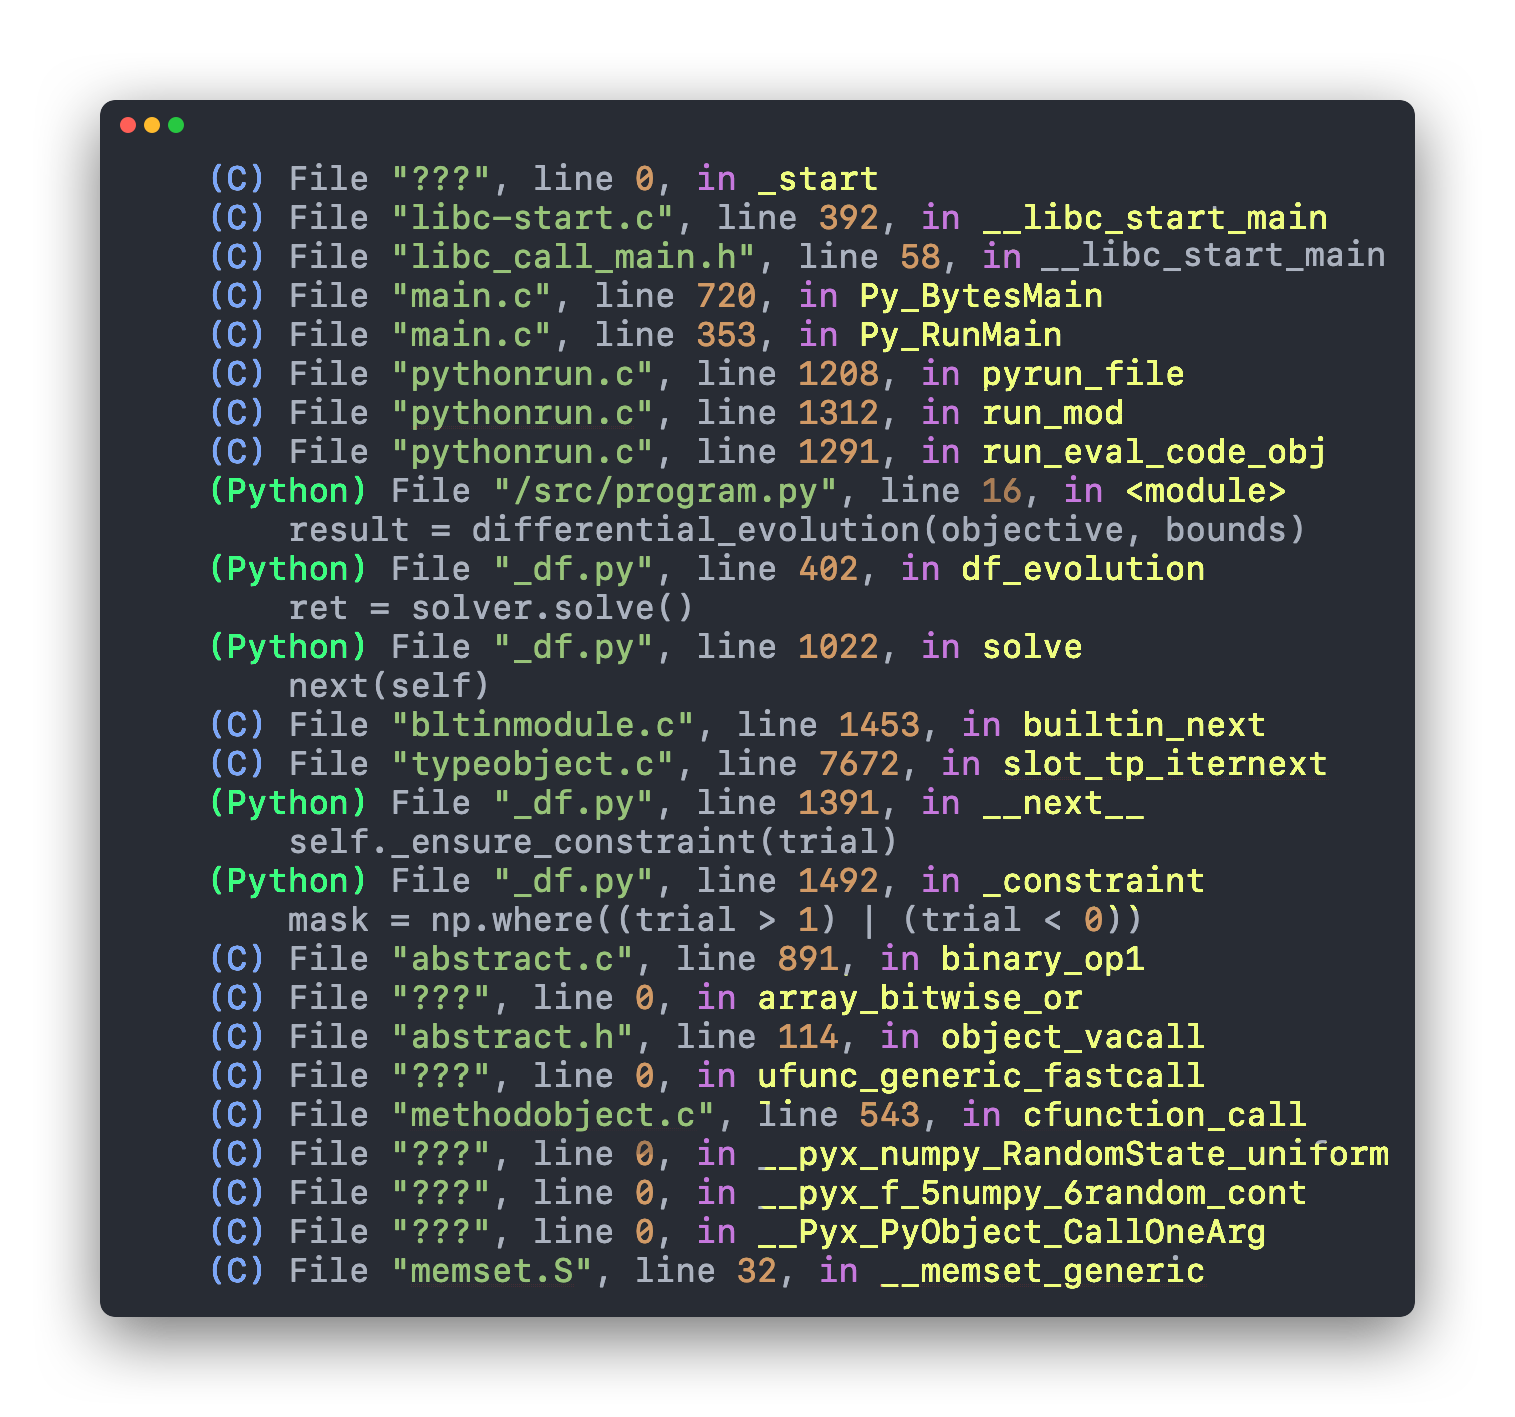 (C) File "???", line 0, in _start
(C) File "libc-start.c", line 392, in __libc_start_main
(C) File "libc_call_main.h", line 58, in __libc_start_main
(C) File "main.c", line 720, in Py_BytesMain
(C) File "main.c", line 353, in Py_RunMain
(C) File "pythonrun.c", line 1208, in pyrun_file
(C) File "pythonrun.c", line 1312, in run_mod
(C) File "pythonrun.c", line 1291, in run_eval_code_obj
(Python) File "/src/program.py", line 16, in <module>
result = differential_evolution(objective, bounds)
(Python) File "_df.py", line 402, in df_evolution
ret = solver.solve()
(Python) File "_df.py", line 1022, in solve
next(self)
(C) File "bltinmodule.c", line 1453, in builtin_next
(C) File "typeobject.c", line 7672, in slot_tp_iternext
(Python) File "_df.py", line 1391, in __next__
self._ensure_constraint(trial)
(Python) File "_df.py", line 1492, in _constraint
mask = np.where((trial > 1) | (trial < 0))
(C) File "abstract.c", line 891, in binary_op1
(C) File "???", line 0, in array_bitwise_or
(C) File "abstract.h", line 114, in object_vacall
(C) File "???", line 0, in ufunc_generic_fastcall
(C) File "methodobject.c", line 543, in cfunction_call
(C) File "???", line 0, in __pyx_numpy_RandomState_uniform
(C) File "???", line 0, in __pyx_f_5numpy_6random_cont
(C) File "???", line 0, in __Pyx_PyObject_CallOneArg
(C) File "memset.S", line 32, in __memset_generic